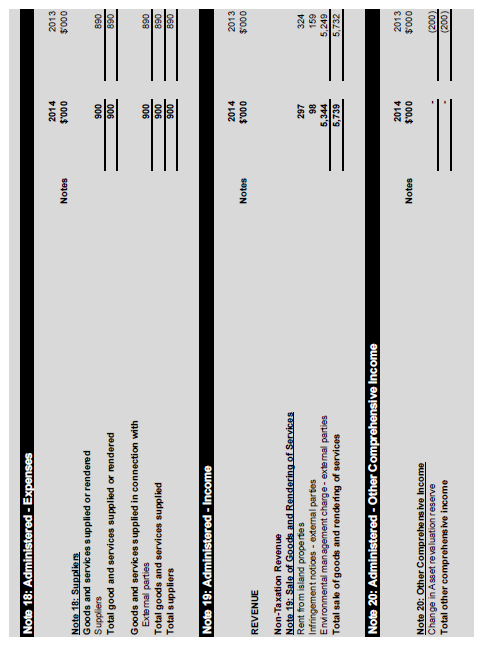 Note 18: Administered - Expenses
2014 2013
Notes $'000 $'000
Note 18: Suppliers
Goods and services supplied or rendered
Suppliers 900 890
Total good and services supplied or rendered 900 890
Goods and services supplied in connection with
External parties 900 890
Total goods and services supplied 900 890
Total suppliers 900 890
Note 19: Administered - Income
2014 2013
Notes $'000 $'000
REVENUE
Non-Taxation Revenue
Note 19: Sale of Goods and Rendering of Services
Rent from island properties 297 324
Infringement notices - external parties 98 159
Environmental management charge - external parties 5,344 5,249
Total sale of goods and rendering of services 5,739 5,732
Note 20: Administered - Other Comprehensive Income
2014 2013
Notes $'000 $'000
Note 20: Other Comprehensive Income
Change in Asset revaluation reserve - (200)
Total other comprehensive income - (200)